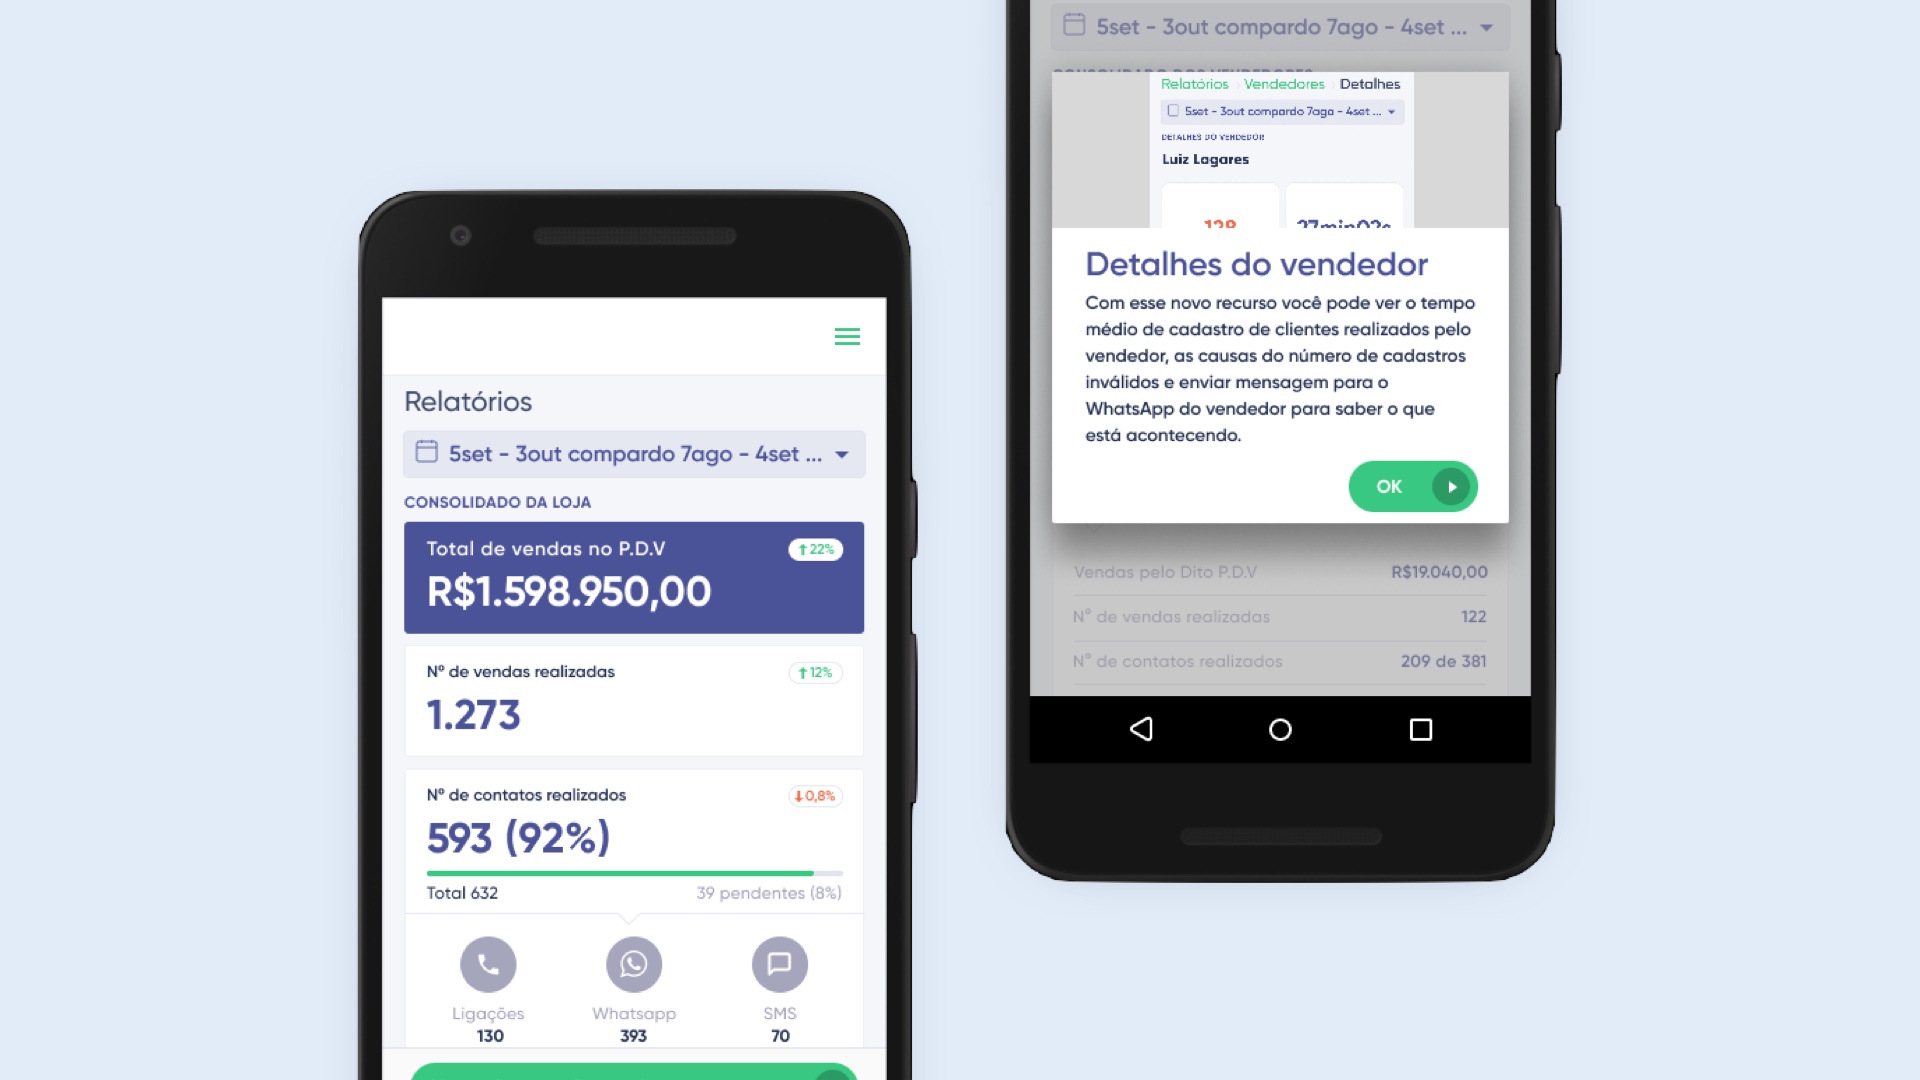 Relatórios
5set - 3out compardo 7ago - 4set ...
CONSOLIDADO DA LOJA
Total de vendas no P.D.V
22%
R$1.598.950,00
Nº de vendas realizadas
12%
1.273
Nº de contatos realizados
0,8%
593 (92%)
Total 632
39 pendentes (8%)
Ligações
130
Whatsapp
393
SMS
70
5set - 3out compardo 7ago - 4set ...
Relatórios
Vendedores
Detalhes
5set - 3out compardo 7ago - 4set ...
DETALHES DO VENDEDOR
Luiz Lagares
Detalhes do vendedor
Com esse novo recurso você pode ver o tempo
médio de cadastro de clientes realizados pelo
vendedor, as causas do número de cadastros
inválidos e enviar mensagem para o
WhatsApp do vendedor para saber o que
está acontecendo.
OK
Vendas pelo Dito P.D.V
R$19.040,00
N° de vendas realizadas
122
N° de contatos realizados
209 de 381